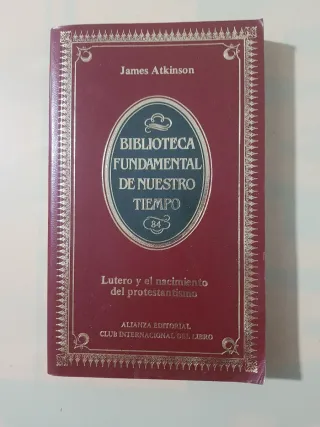 James Atkinson
BIBLIOTECA
FUNDAMENTAL
DE NUESTRO
TIEMPO
84
Lutero y el nacimiento
del protestantismo
ALIANZA EDITORIAL
CLUB INTERNACIONAL DEL LIBRO